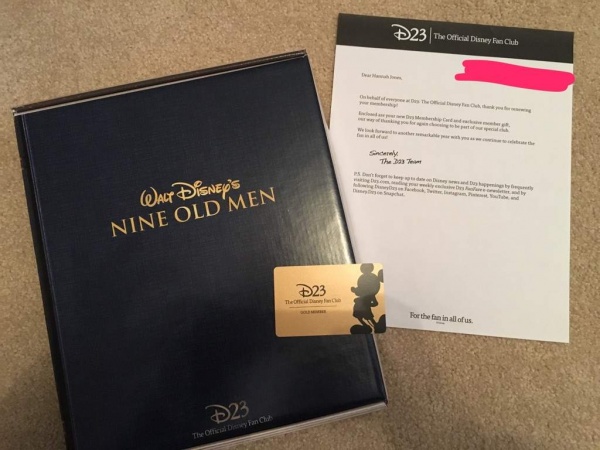 WALT DISNEY'S
NINE OLD MEN
D23
The Official Disney Fan Club
D23
The Official Disney Fan Club
GOLD MEMBER
D23 | The Official Disney Fan Club
Dear Hannah Jones,
On behalf of everyone at D23: The Official Disney Fan Club, thank you for renewing
your membership!
Enclosed are your new D23 Membership Card and exclusive member gift,
our way of thanking you for again choosing to be part of our special club.
We look forward to another remarkable year with you as we continue to celebrate the
fan in all of us!
Sincerely,
The D23 Team
P.S. Don't forget to keep up to date on Disney news and D23 happenings by frequently
visiting D23.com, reading your weekly exclusive D23 FanFare e-newsletter, and by
following DisneyD23 on Facebook, Twitter, Instagram, Pinterest, YouTube, and
DisneyD23 on Snapchat.
For the fan in all of us.